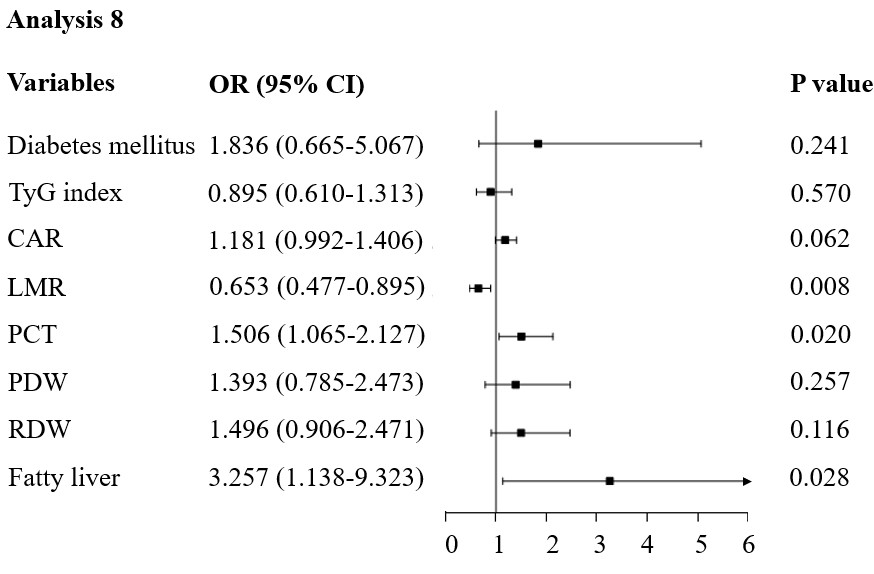 Analysis 8
Variables OR (95% CI) P value
Diabetes mellitus 1.836 (0.665-5.067) 0.241
TyG index 0.895 (0.610-1.313) 0.570
CAR 1.181 (0.992-1.406) 0.062
LMR 0.653 (0.477-0.895) 0.008
PCT 1.506 (1.065-2.127) 0.020
PDW 1.393 (0.785-2.473) 0.257
RDW 1.496 (0.906-2.471) 0.116
Fatty liver 3.257 (1.138-9.323) 0.028
0 1 2 3 4 5 6